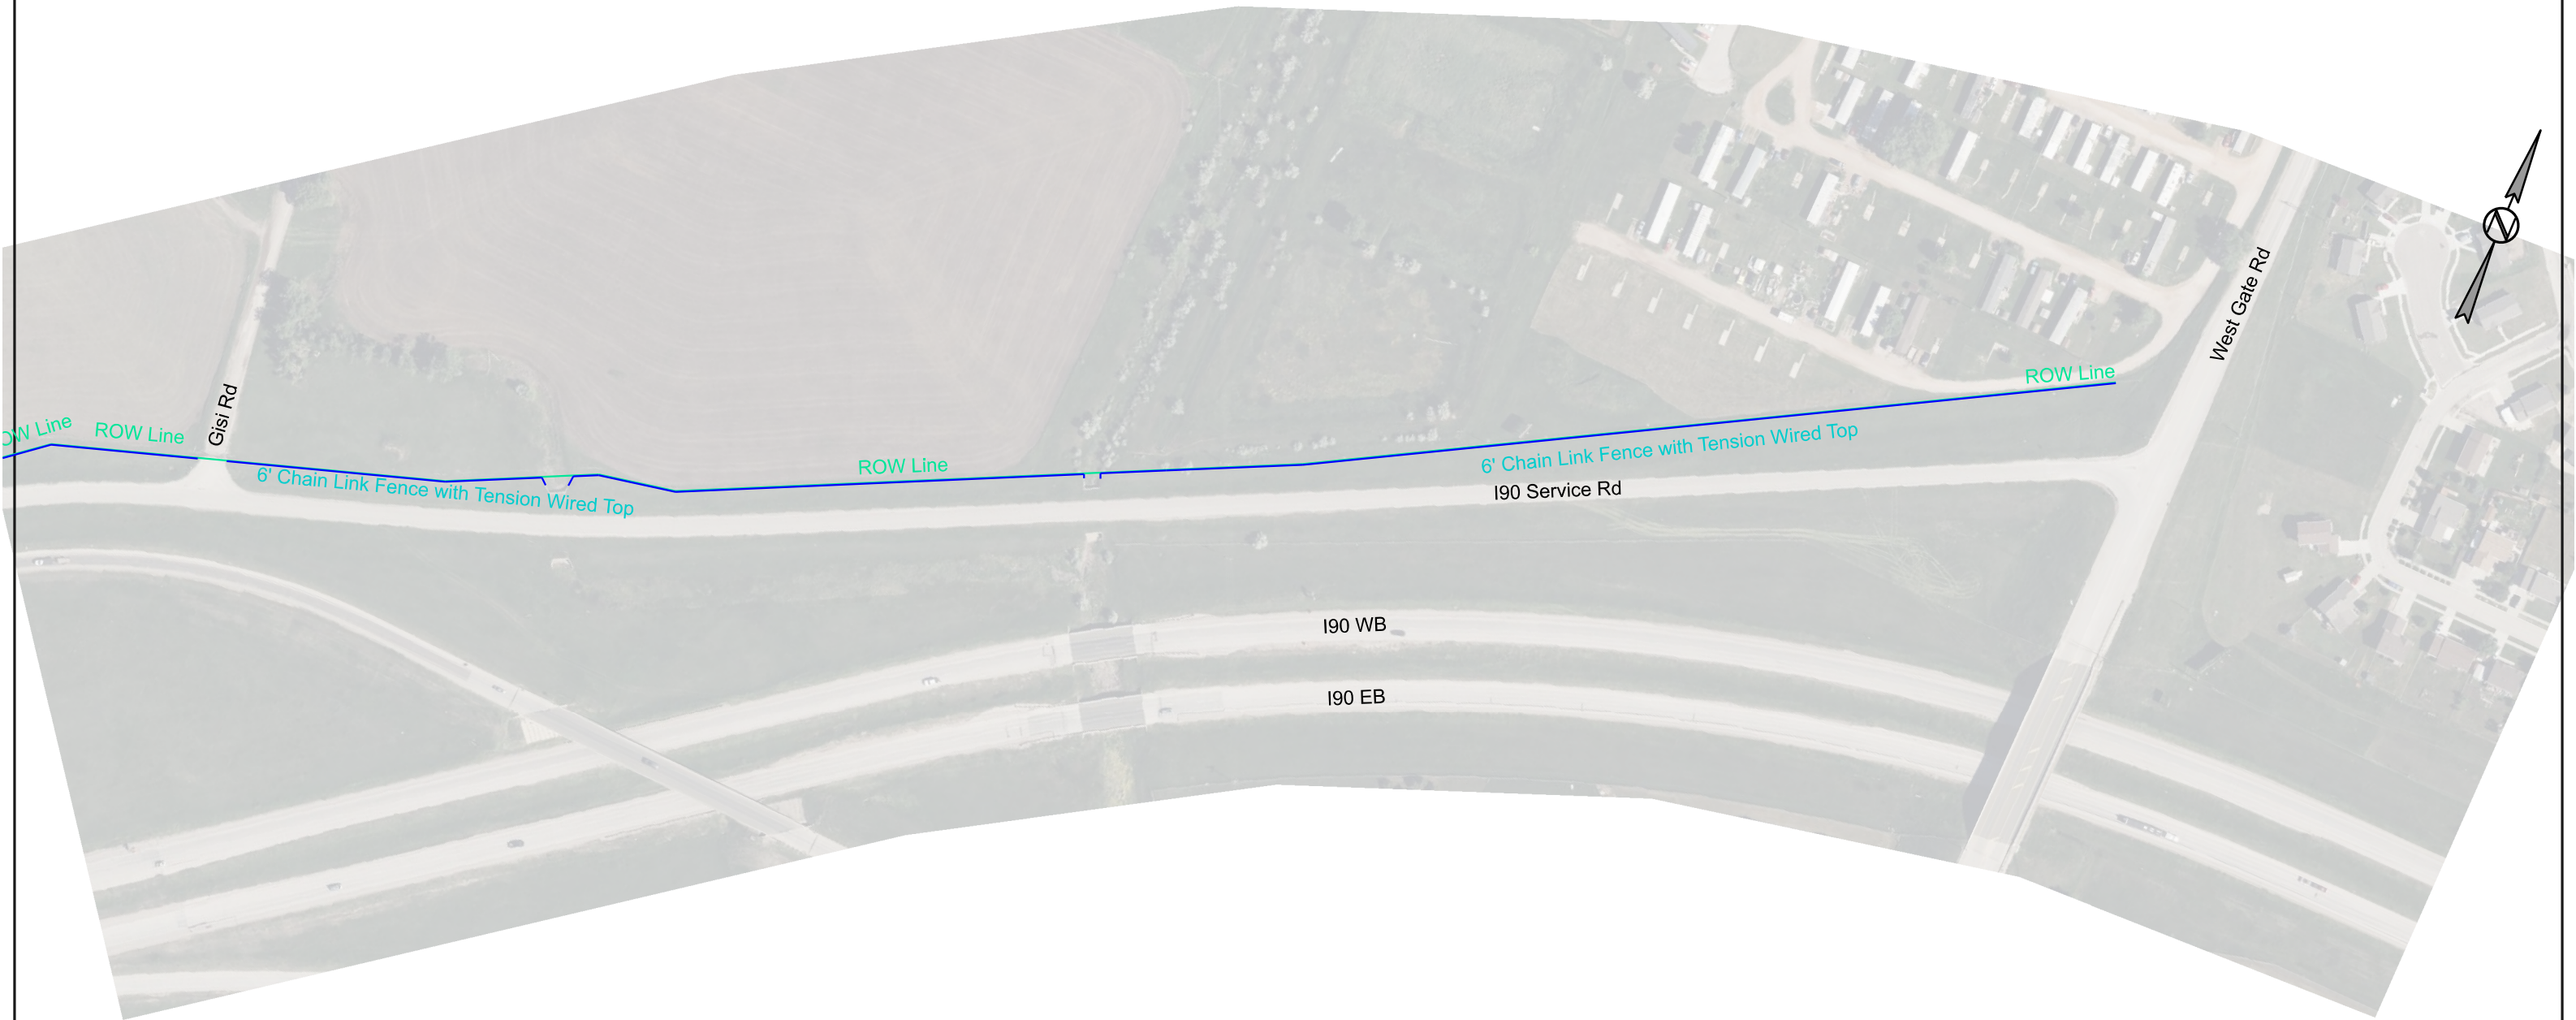 West Gate Rd
ROW Line
Gisi Rd
OW Line
ROW Line
6' Chain Link Fence with Tension Wired Top
ROW Line
6' Chain Link Fence with Tension Wired Top
I90 Service Rd
I90 WB
I90 EB
N